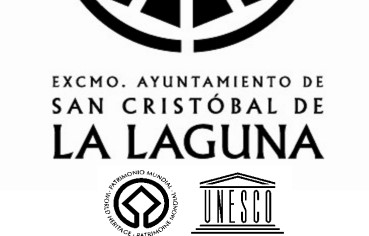 EXCMO. AYUNTAMIENTO DE
SAN CRISTÓBAL DE
LA LAGUNA
PATRIMONIO MUNDIAL · WORLD HERITAGE · PATRIMOINE MONDIAL
UNESCO